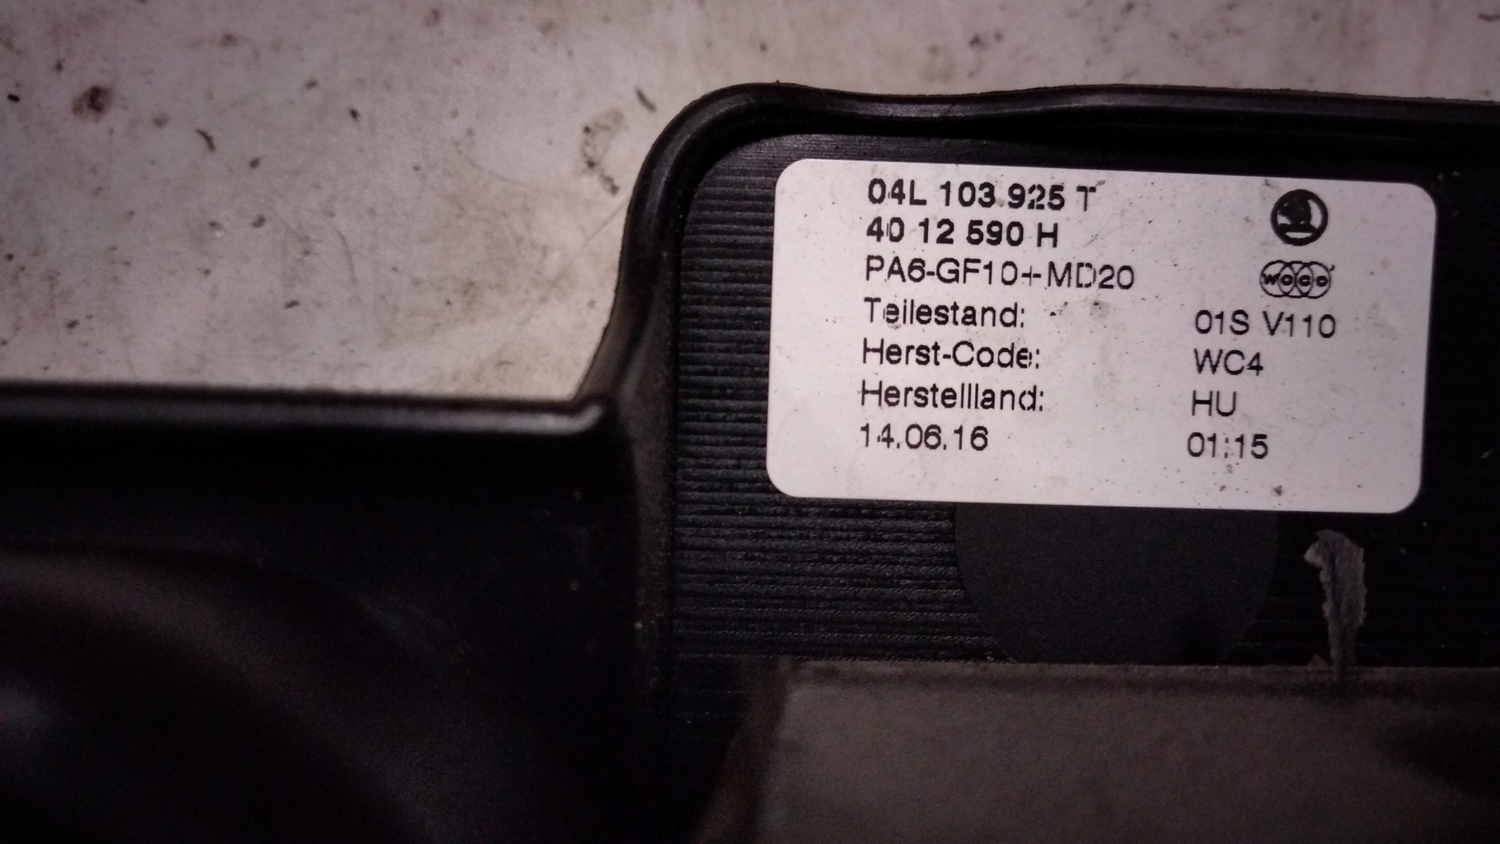 04L 103 925 T
40 12 590 H
PA6-GF10+MD20
woco
Teilestand: 01S V110
Herst-Code: WC4
Herstellland: HU
14.06.16 01:15